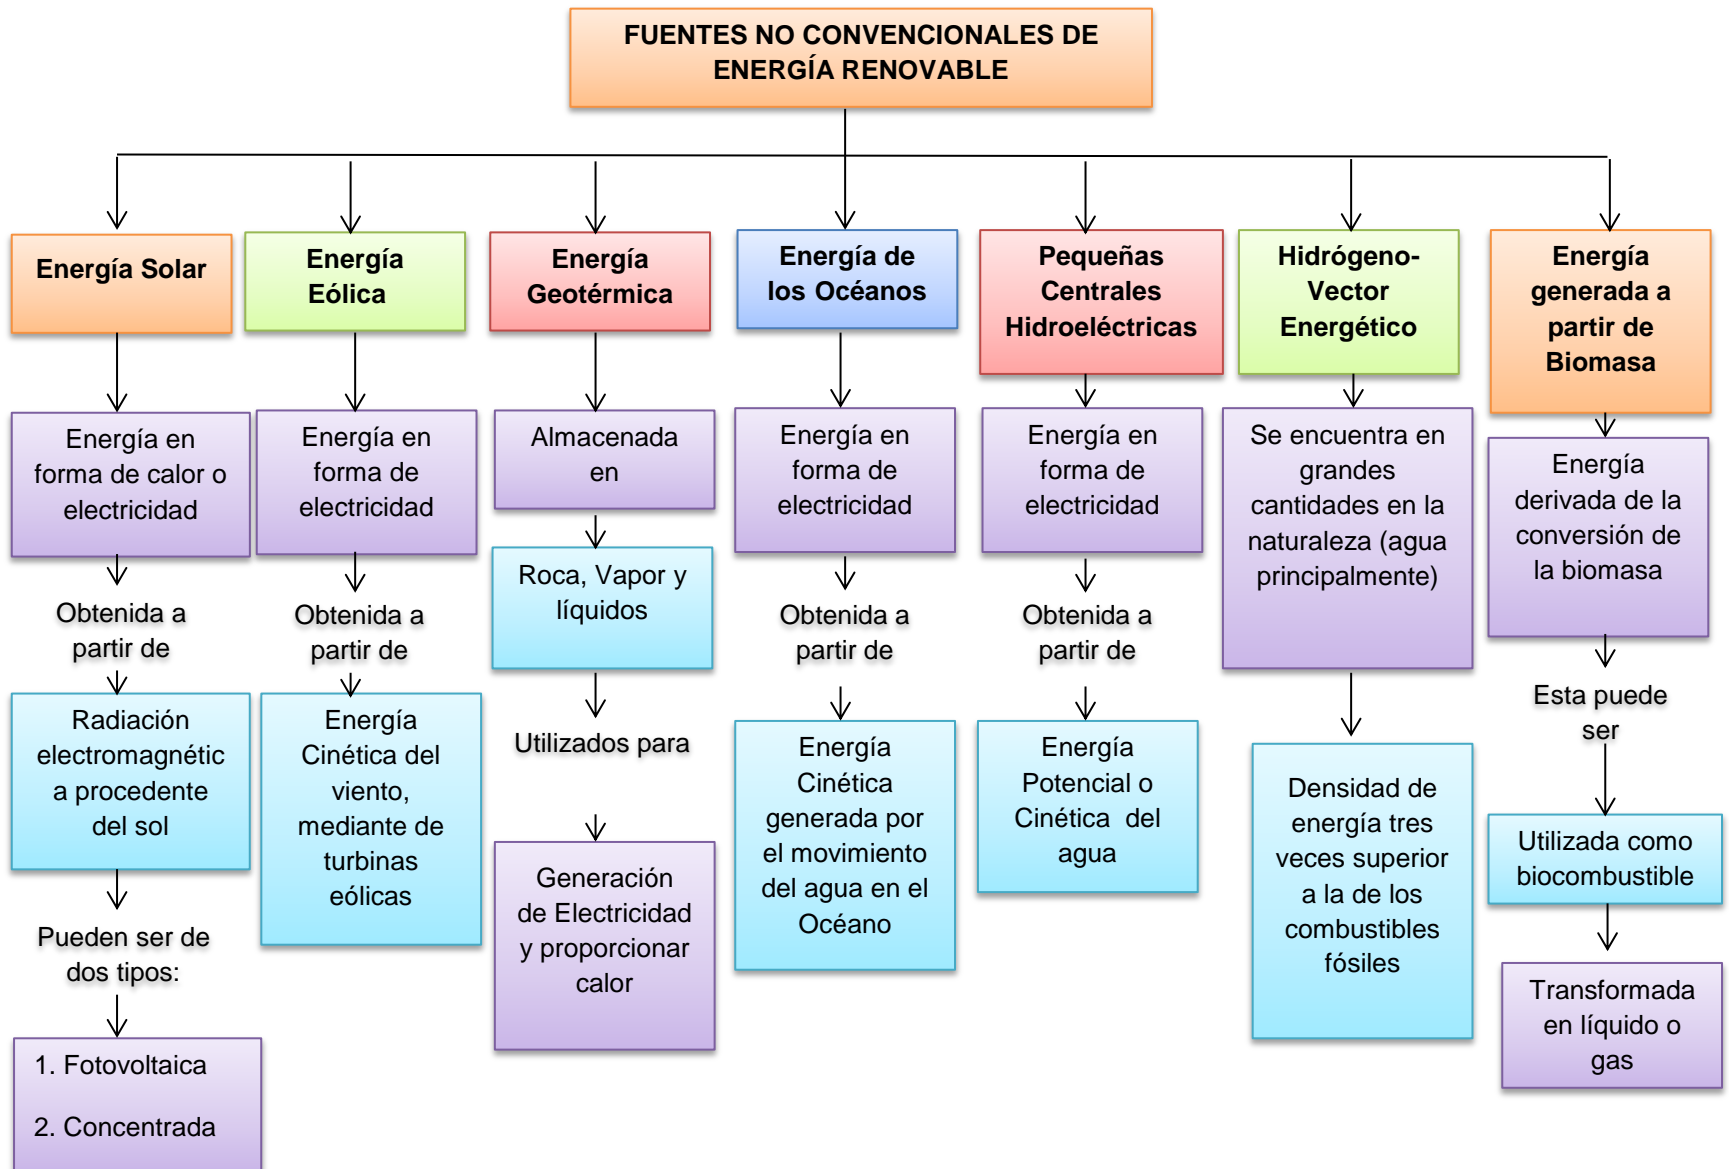 FUENTES NO CONVENCIONALES DE
ENERGÍA RENOVABLE
Energía Solar
Energía en
forma de calor o
electricidad
Obtenida a
partir de
Radiación
electromagnétic
a procedente
del sol
Pueden ser de
dos tipos:
1. Fotovoltaica
2. Concentrada
Energía
Eólica
Energía en
forma de
electricidad
Obtenida a
partir de
Energía
Cinética del
viento,
mediante de
turbinas
eólicas
Energía
Geotérmica
Almacenada
en
Roca, Vapor y
líquidos
Utilizados para
Generación
de Electricidad
y proporcionar
calor
Energía de
los Océanos
Energía en
forma de
electricidad
Obtenida a
partir de
Energía
Cinética
generada por
el movimiento
del agua en el
Océano
Pequeñas
Centrales
Hidroeléctricas
Energía en
forma de
electricidad
Obtenida a
partir de
Energía
Potencial o
Cinética del
agua
Hidrógeno-
Vector
Energético
Se encuentra en
grandes
cantidades en la
naturaleza (agua
principalmente)
Densidad de
energía tres
veces superior
a la de los
combustibles
fósiles
Energía
generada a
partir de
Biomasa
Energía
derivada de la
conversión de
la biomasa
Esta puede
ser
Utilizada como
biocombustible
Transformada
en líquido o
gas